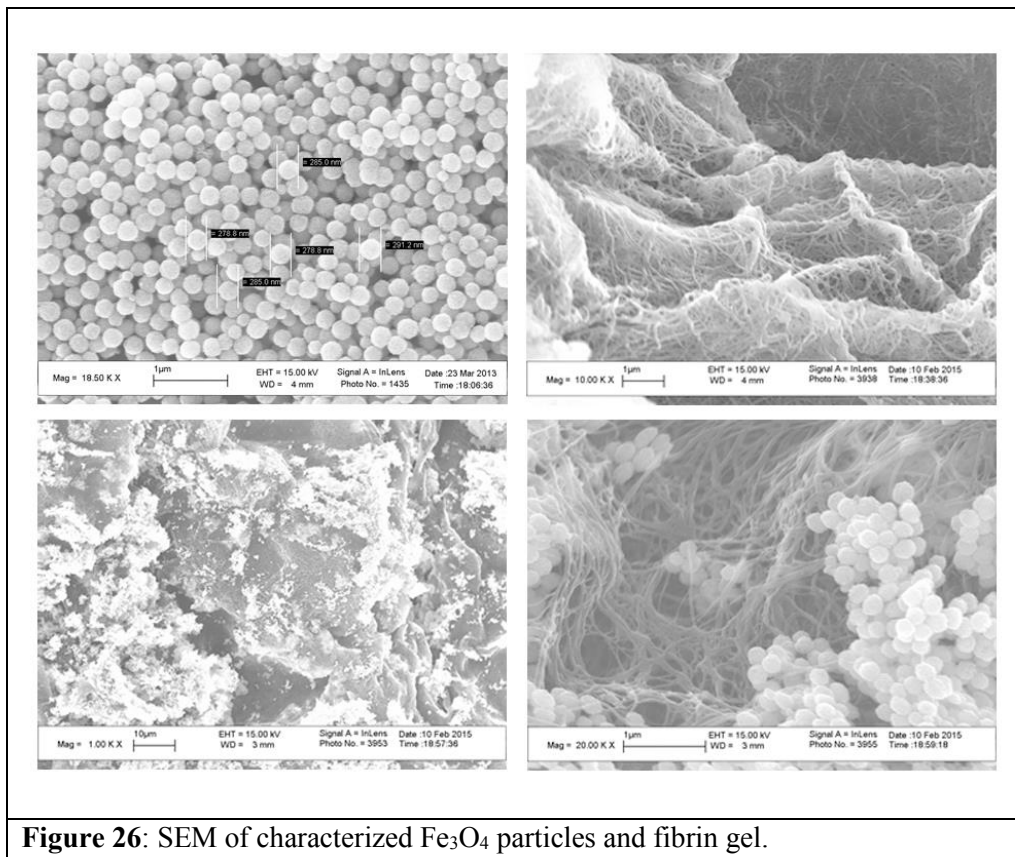 = 285.0 nm
= 278.8 nm
= 278.8 nm
= 291.2 nm
= 285.0 nm
Mag = 18.50 K X 1µm EHT = 15.00 kV Signal A = InLens Date :23 Mar 2013
WD = 4 mm Photo No. = 1435 Time :18:06:36
Mag = 10.00 K X 1µm EHT = 15.00 kV Signal A = InLens Date :10 Feb 2015
WD = 4 mm Photo No. = 3938 Time :18:38:36
Mag = 1.00 K X 10µm EHT = 15.00 kV Signal A = InLens Date :10 Feb 2015
WD = 3 mm Photo No. = 3953 Time :18:57:36
Mag = 20.00 K X 1µm EHT = 15.00 kV Signal A = InLens Date :10 Feb 2015
WD = 3 mm Photo No. = 3955 Time :18:59:18
Figure 26: SEM of characterized Fe₃O₄ particles and fibrin gel.